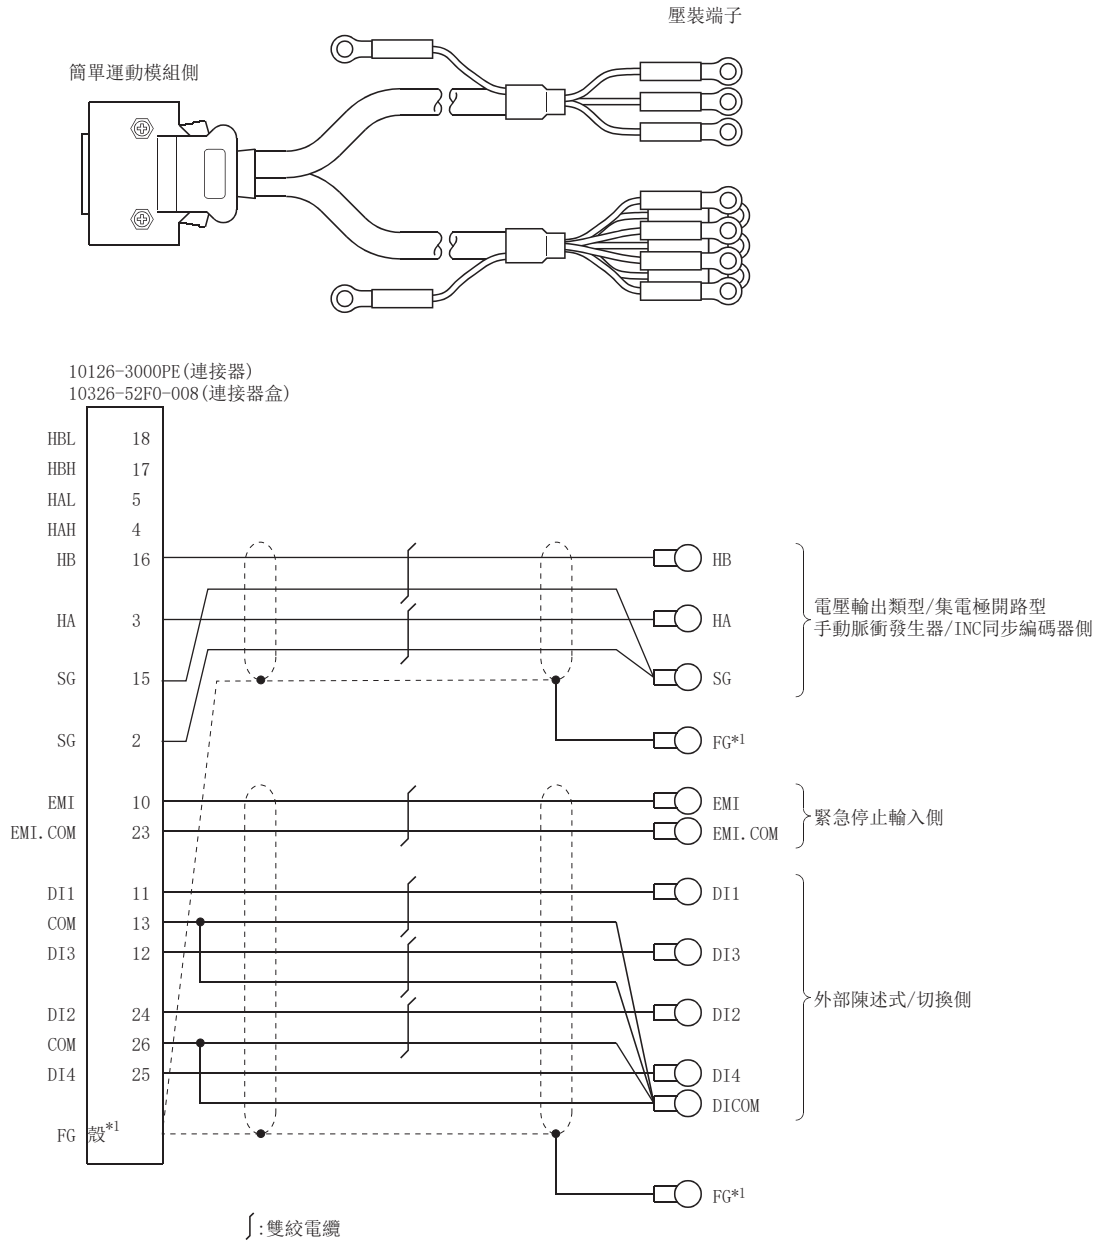 壓裝端子
簡單運動模組側
10126-3000PE(連接器)
10326-52F0-008(連接器盒)
HBL 18
HBH 17
HAL 5
HAH 4
HB 16 HB
HA 3 HA
電壓輸出類型/集電極開路型
手動脈衝發生器/INC同步編碼器側
SG 15 SG
SG 2 FG*1
EMI 10 EMI
緊急停止輸入側
EMI.COM 23 EMI.COM
DI1 11 DI1
COM 13
DI3 12 DI3
外部陳述式/切換側
DI2 24 DI2
COM 26
DI4 25 DI4
DICOM
FG 殼*1
FG*1
:雙絞電纜